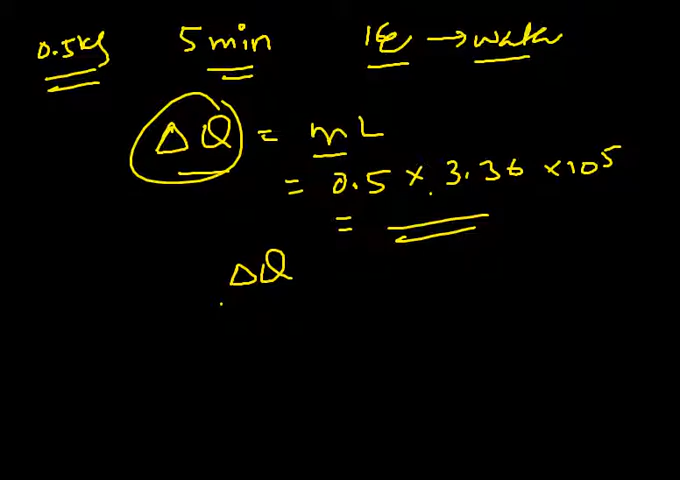 0.5kg 5 min ice → water
ΔQ = mL
= 0.5 × 3.36 × 10⁵
=
ΔQ